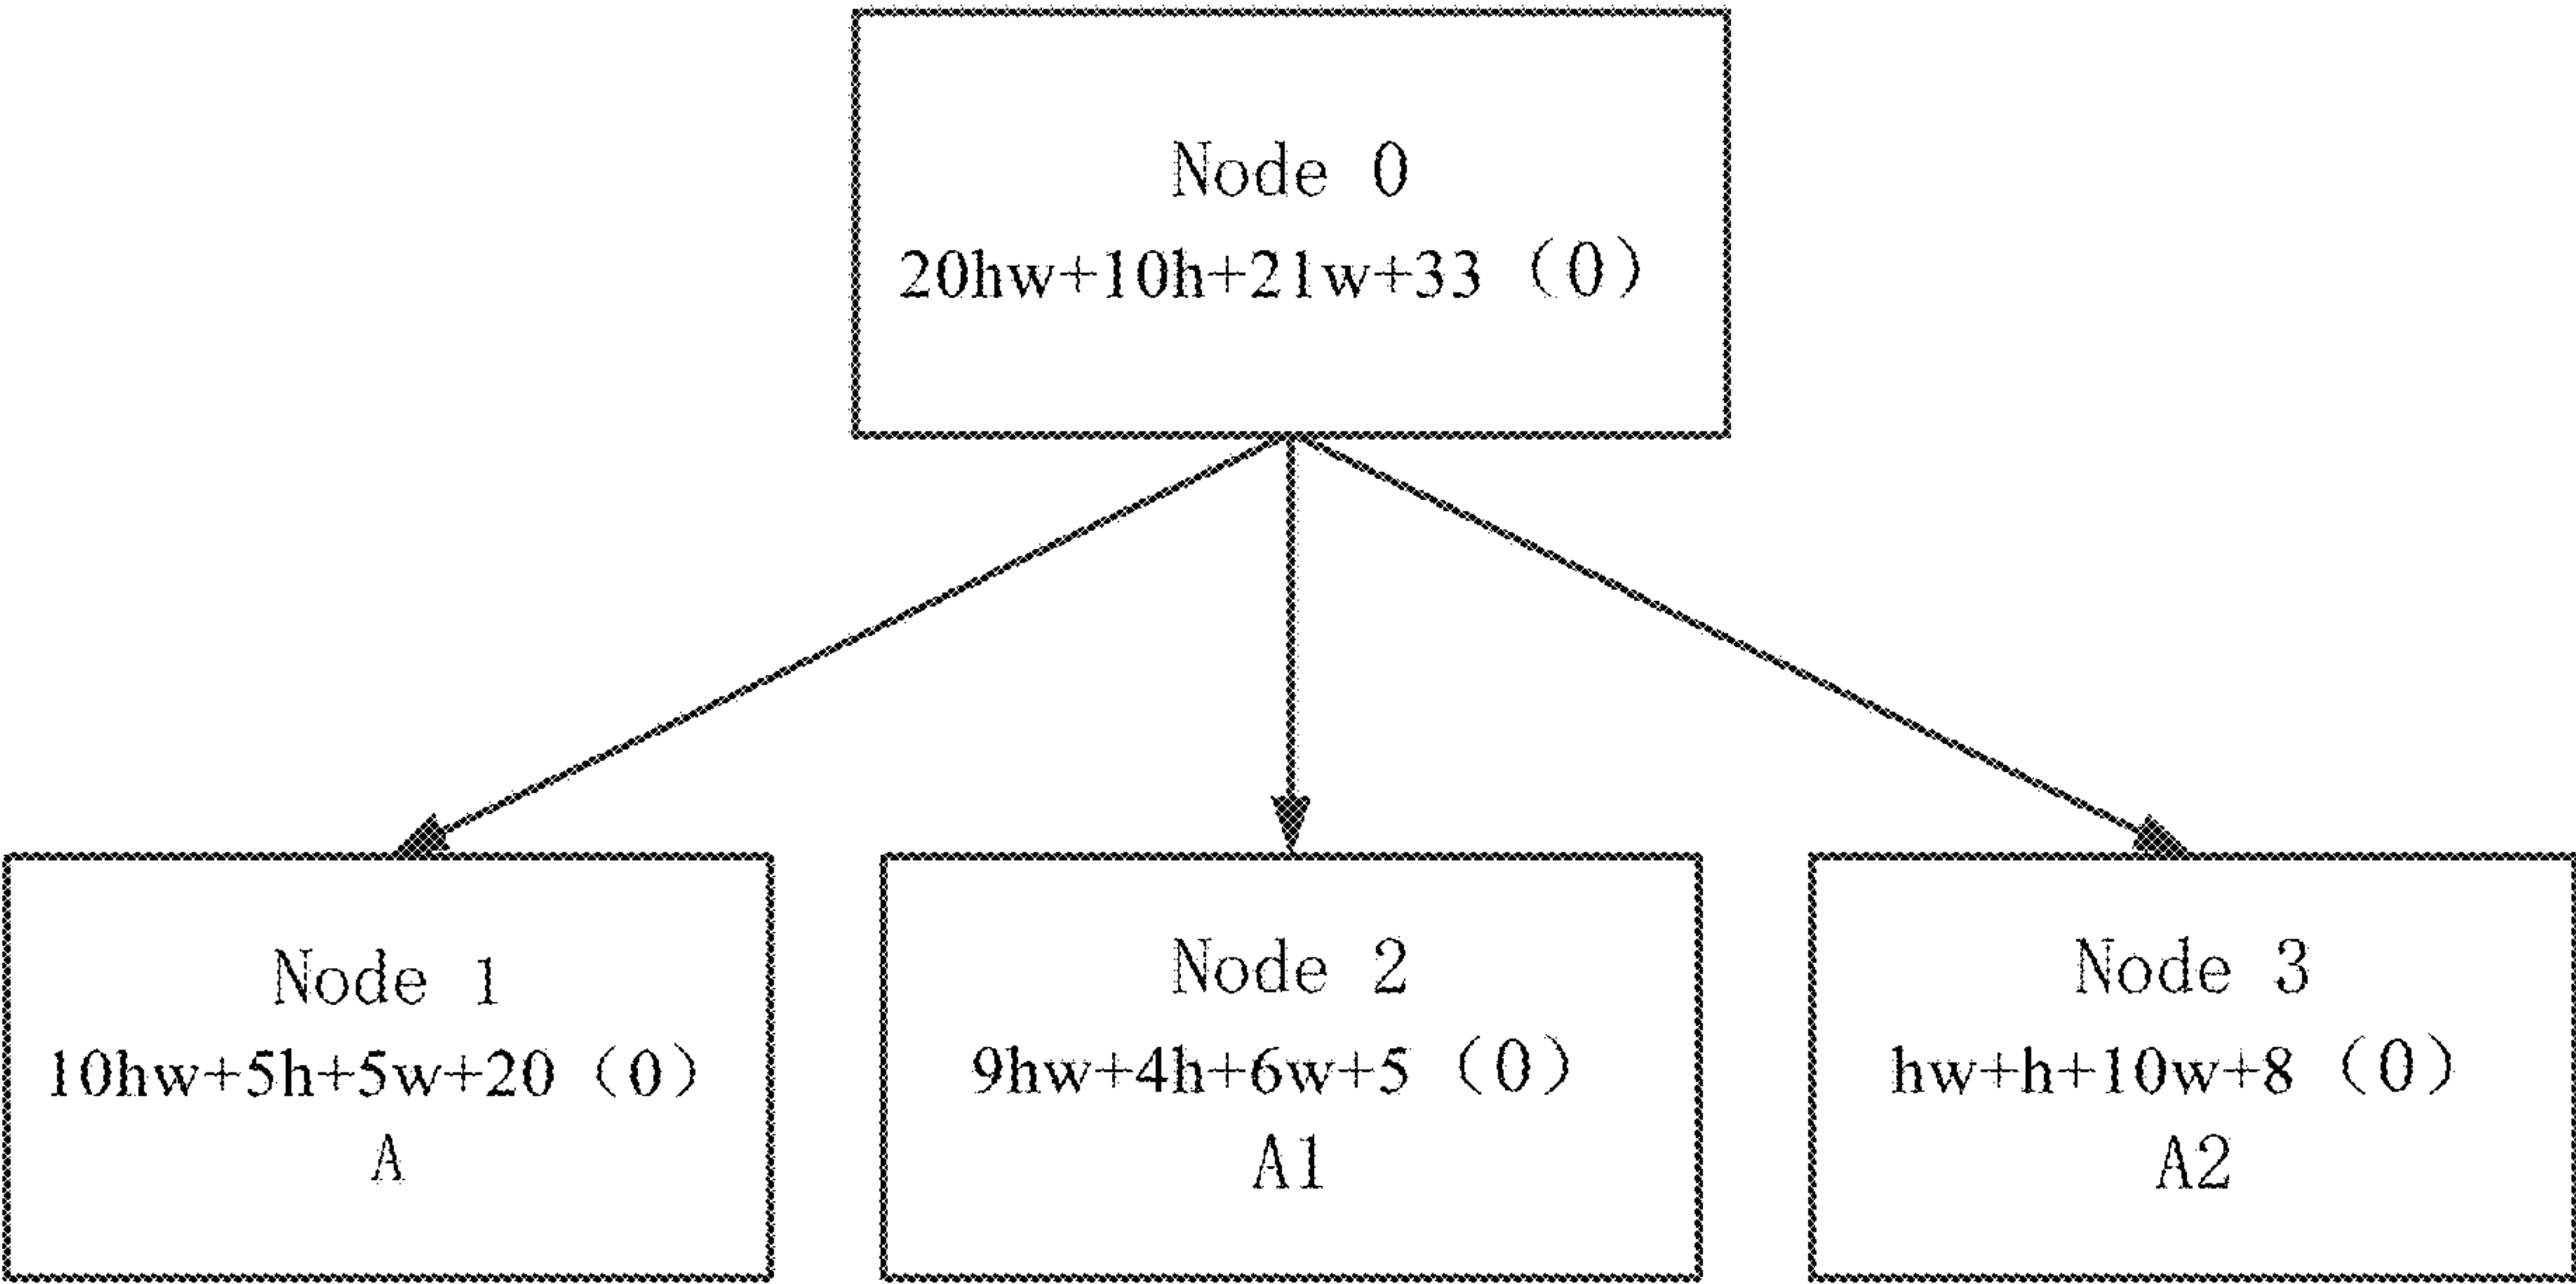 Node 0
20hw+10h+21w+33（0）
Node 1
10hw+5h+5w+20（0）
A
Node 2
9hw+4h+6w+5（0）
A1
Node 3
hw+h+10w+8（0）
A2